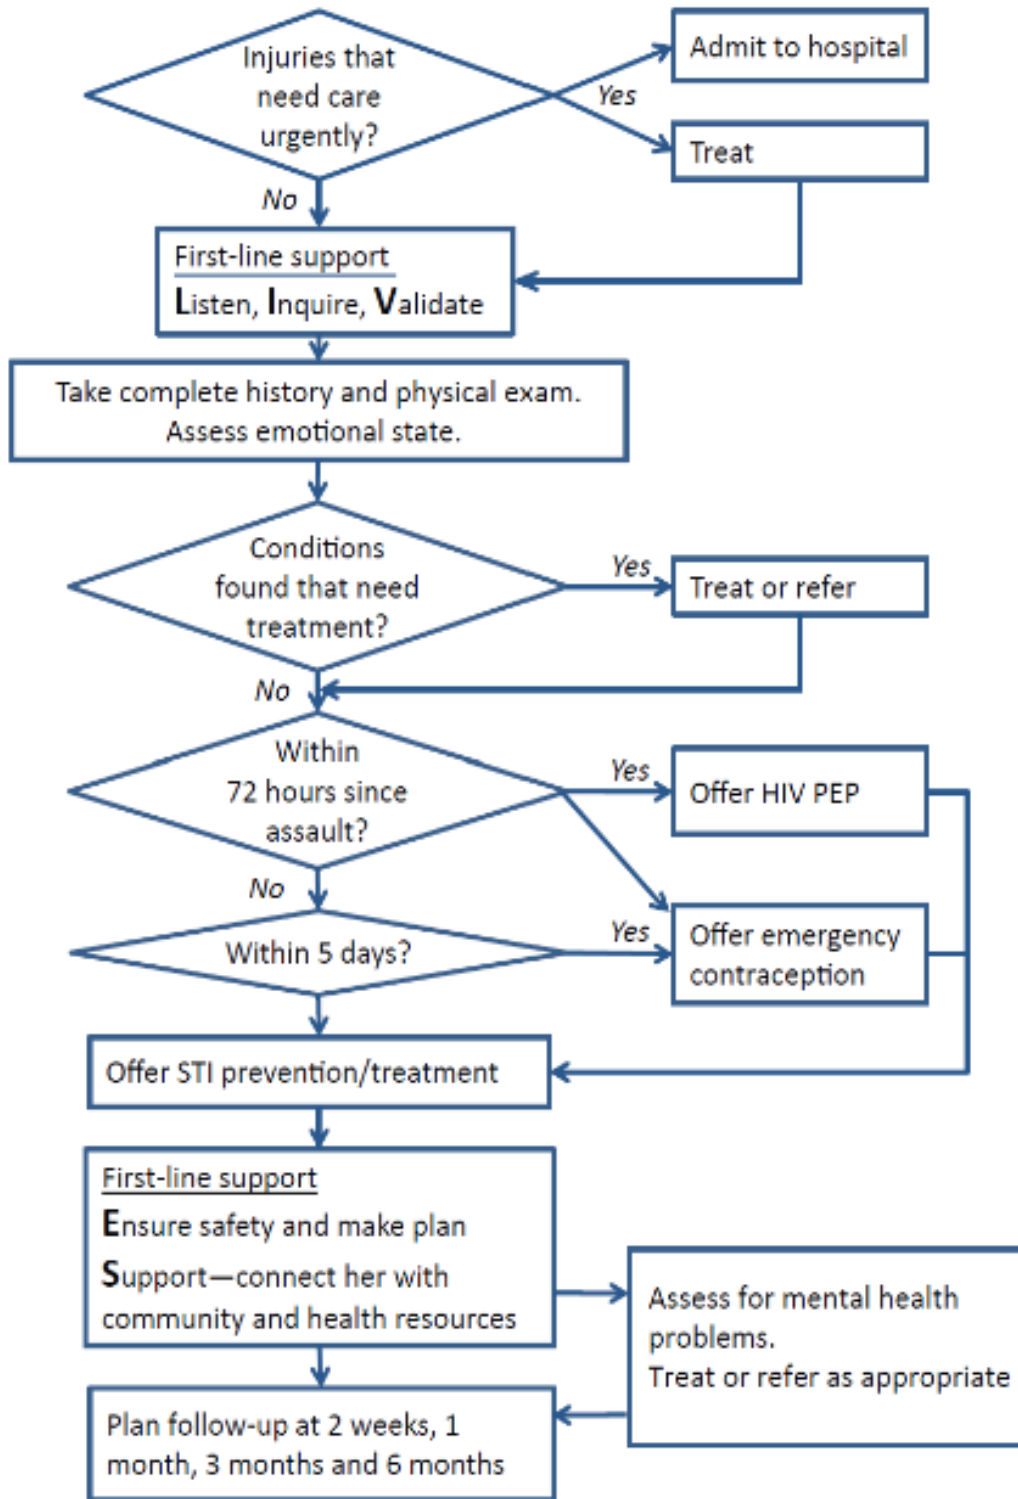 Injuries that
need care
urgently?
Yes
Admit to hospital
Treat
No
First-line support
Listen, Inquire, Validate
Take complete history and physical exam.
Assess emotional state.
Conditions
found that need
treatment?
Yes
Treat or refer
No
Within
72 hours since
assault?
Yes
Offer HIV PEP
No
Within 5 days?
Yes
Offer emergency
contraception
Offer STI prevention/treatment
First-line support
Ensure safety and make plan
Support—connect her with
community and health resources
Assess for mental health
problems.
Treat or refer as appropriate
Plan follow-up at 2 weeks, 1
month, 3 months and 6 months